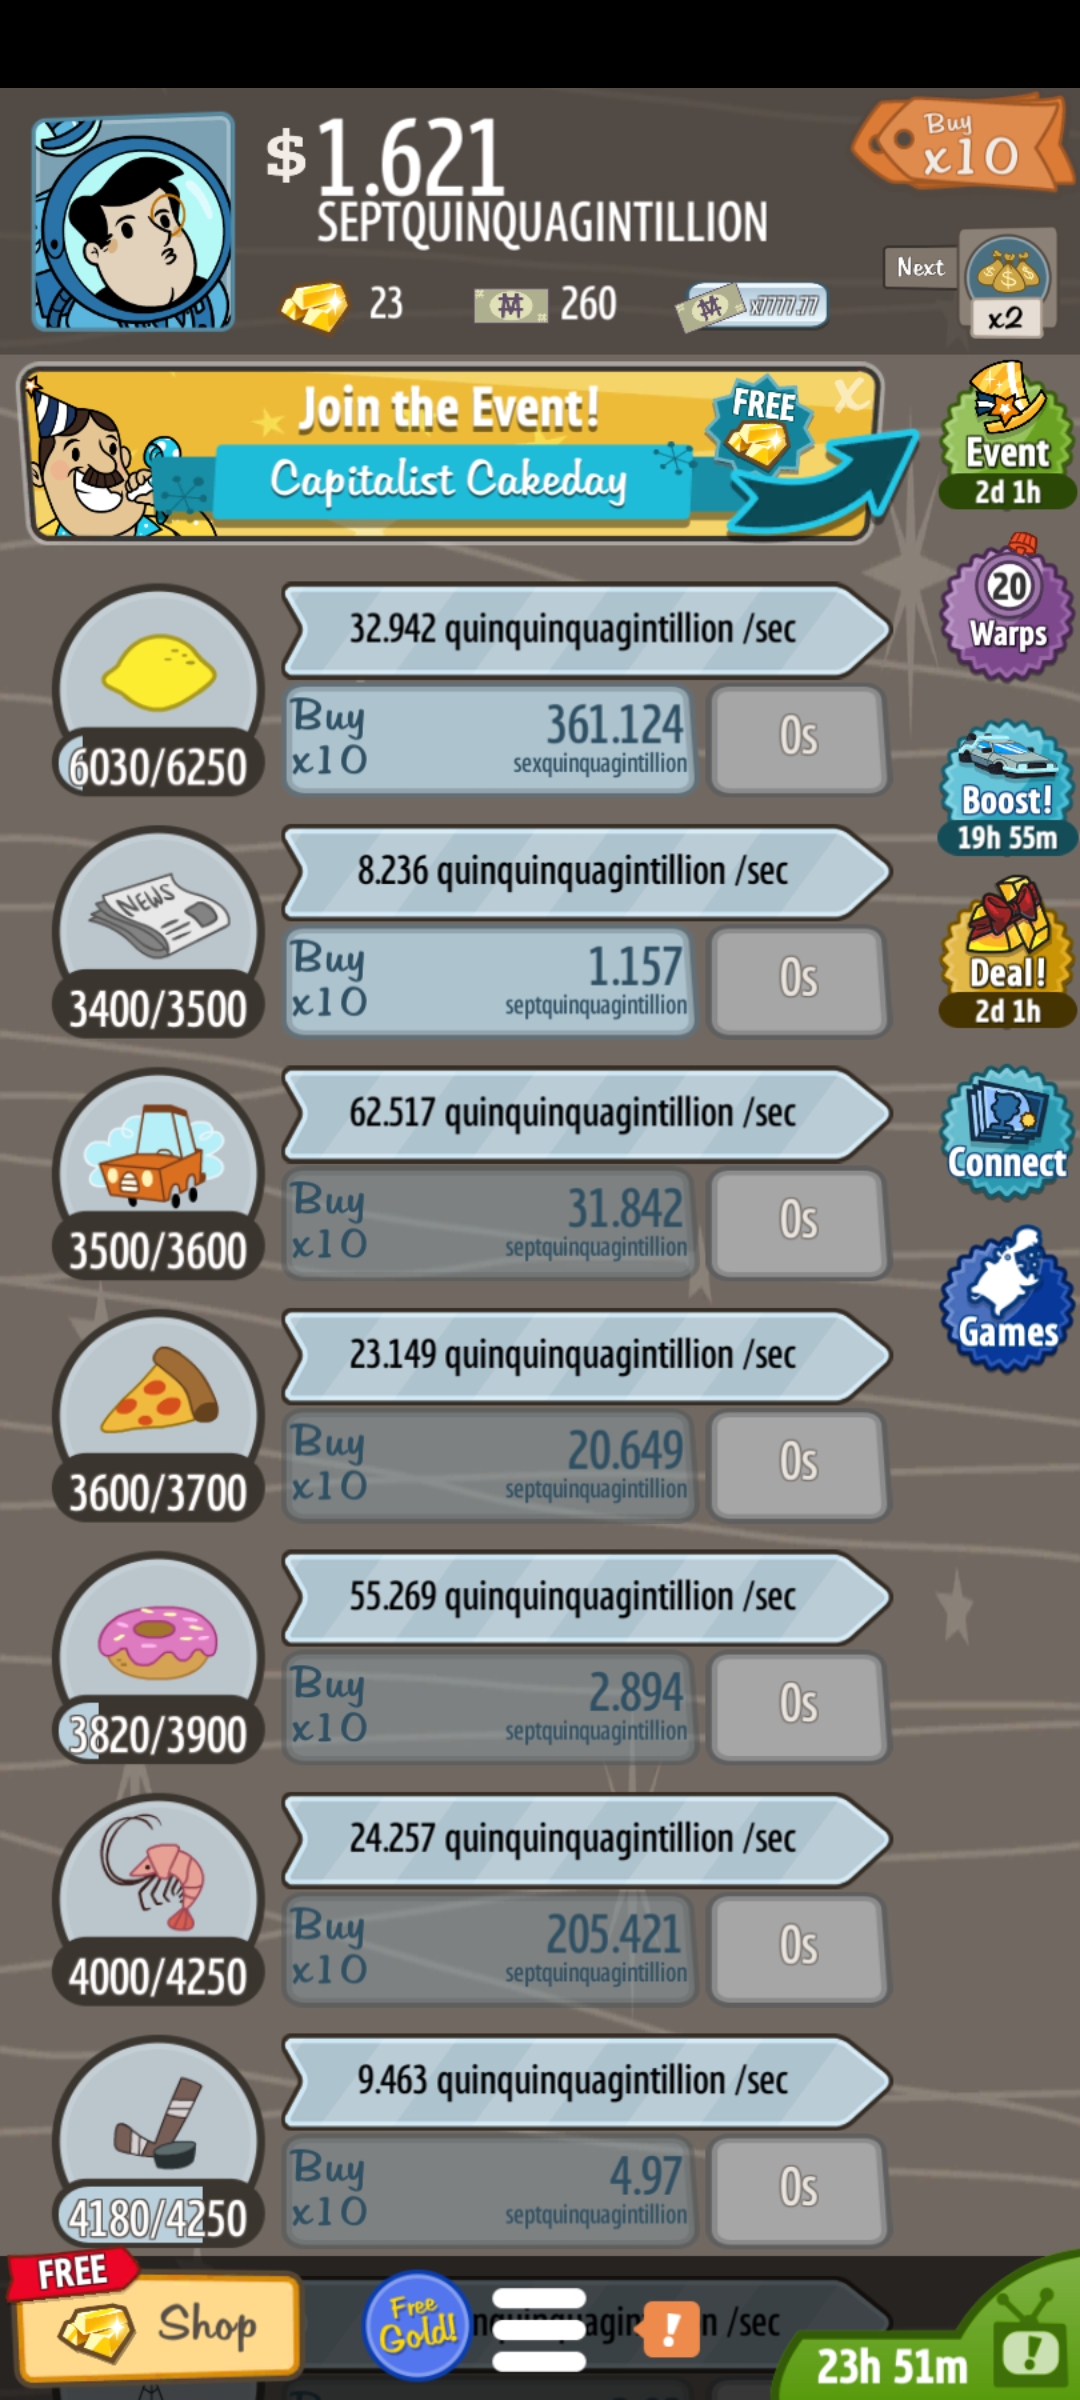 $1.621
SEPTQUINQUAGINTILLION
Buy
x10
23
260
x7777.77
Next
x2
Join the Event!
Capitalist Cakeday
FREE
x
Event
2d 1h
32.942 quinquinquagintillion /sec
Buy
x10
361.124
sexquinquagintillion
0s
6030/6250
20
Warps
8.236 quinquinquagintillion /sec
NEWS
Buy
x10
1.157
septquinquagintillion
0s
3400/3500
Boost!
19h 55m
Deal!
2d 1h
62.517 quinquinquagintillion /sec
Buy
x10
31.842
septquinquagintillion
0s
3500/3600
Connect
Games
23.149 quinquinquagintillion /sec
Buy
x10
20.649
septquinquagintillion
0s
3600/3700
55.269 quinquinquagintillion /sec
Buy
x10
2.894
septquinquagintillion
0s
3820/3900
24.257 quinquinquagintillion /sec
Buy
x10
205.421
septquinquagintillion
0s
4000/4250
9.463 quinquinquagintillion /sec
Buy
x10
4.97
septquinquagintillion
0s
4180/4250
FREE
Shop
Free
Gold!
!
/sec
23h 51m
!